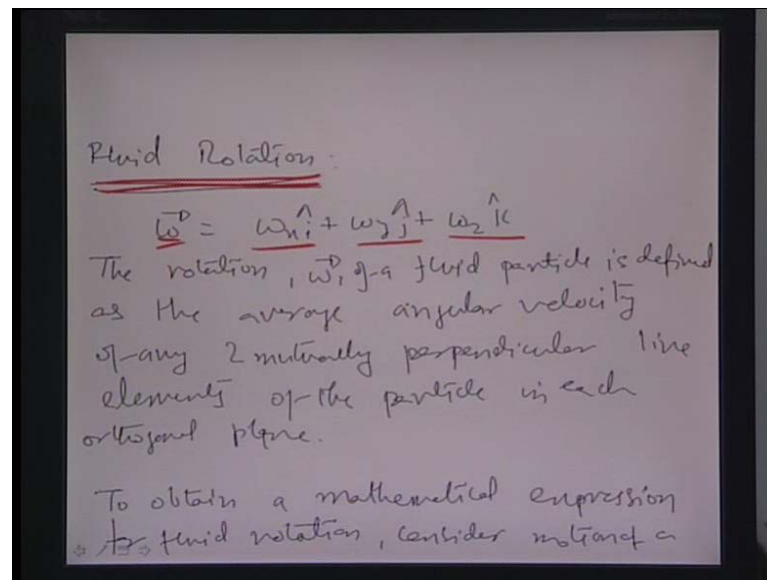 Fluid Rotation:
ω⃗ = ωx î + ωy ĵ + ωz k̂
The rotation, ω⃗, of a fluid particle is defined
as the average angular velocity
of any 2 mutually perpendicular line
elements of the particle in each
orthogonal plane.
To obtain a mathematical expression
for fluid rotation, consider motion of a